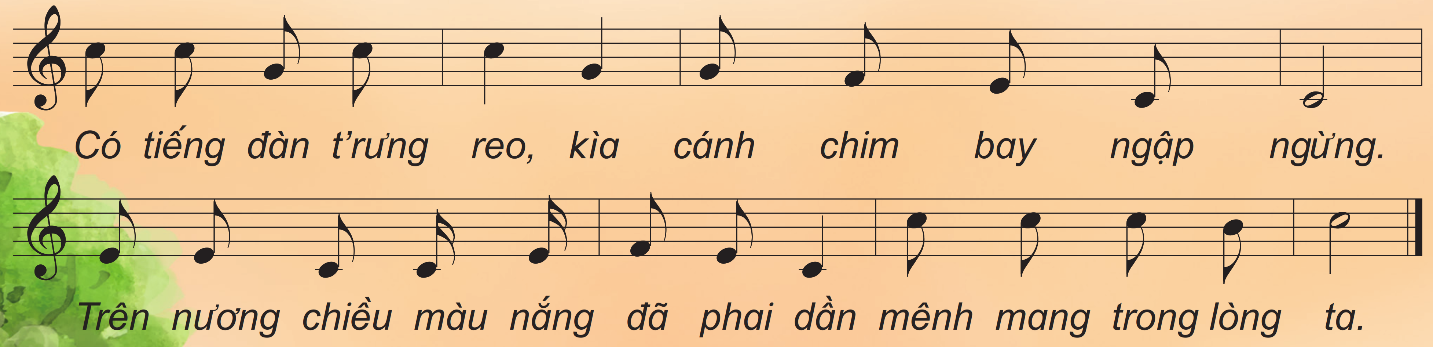 Có tiếng đàn t’rưng reo, kìa cánh chim bay ngập ngừng.
Trên nương chiều màu nắng đã phai dần mênh mang trong lòng ta.